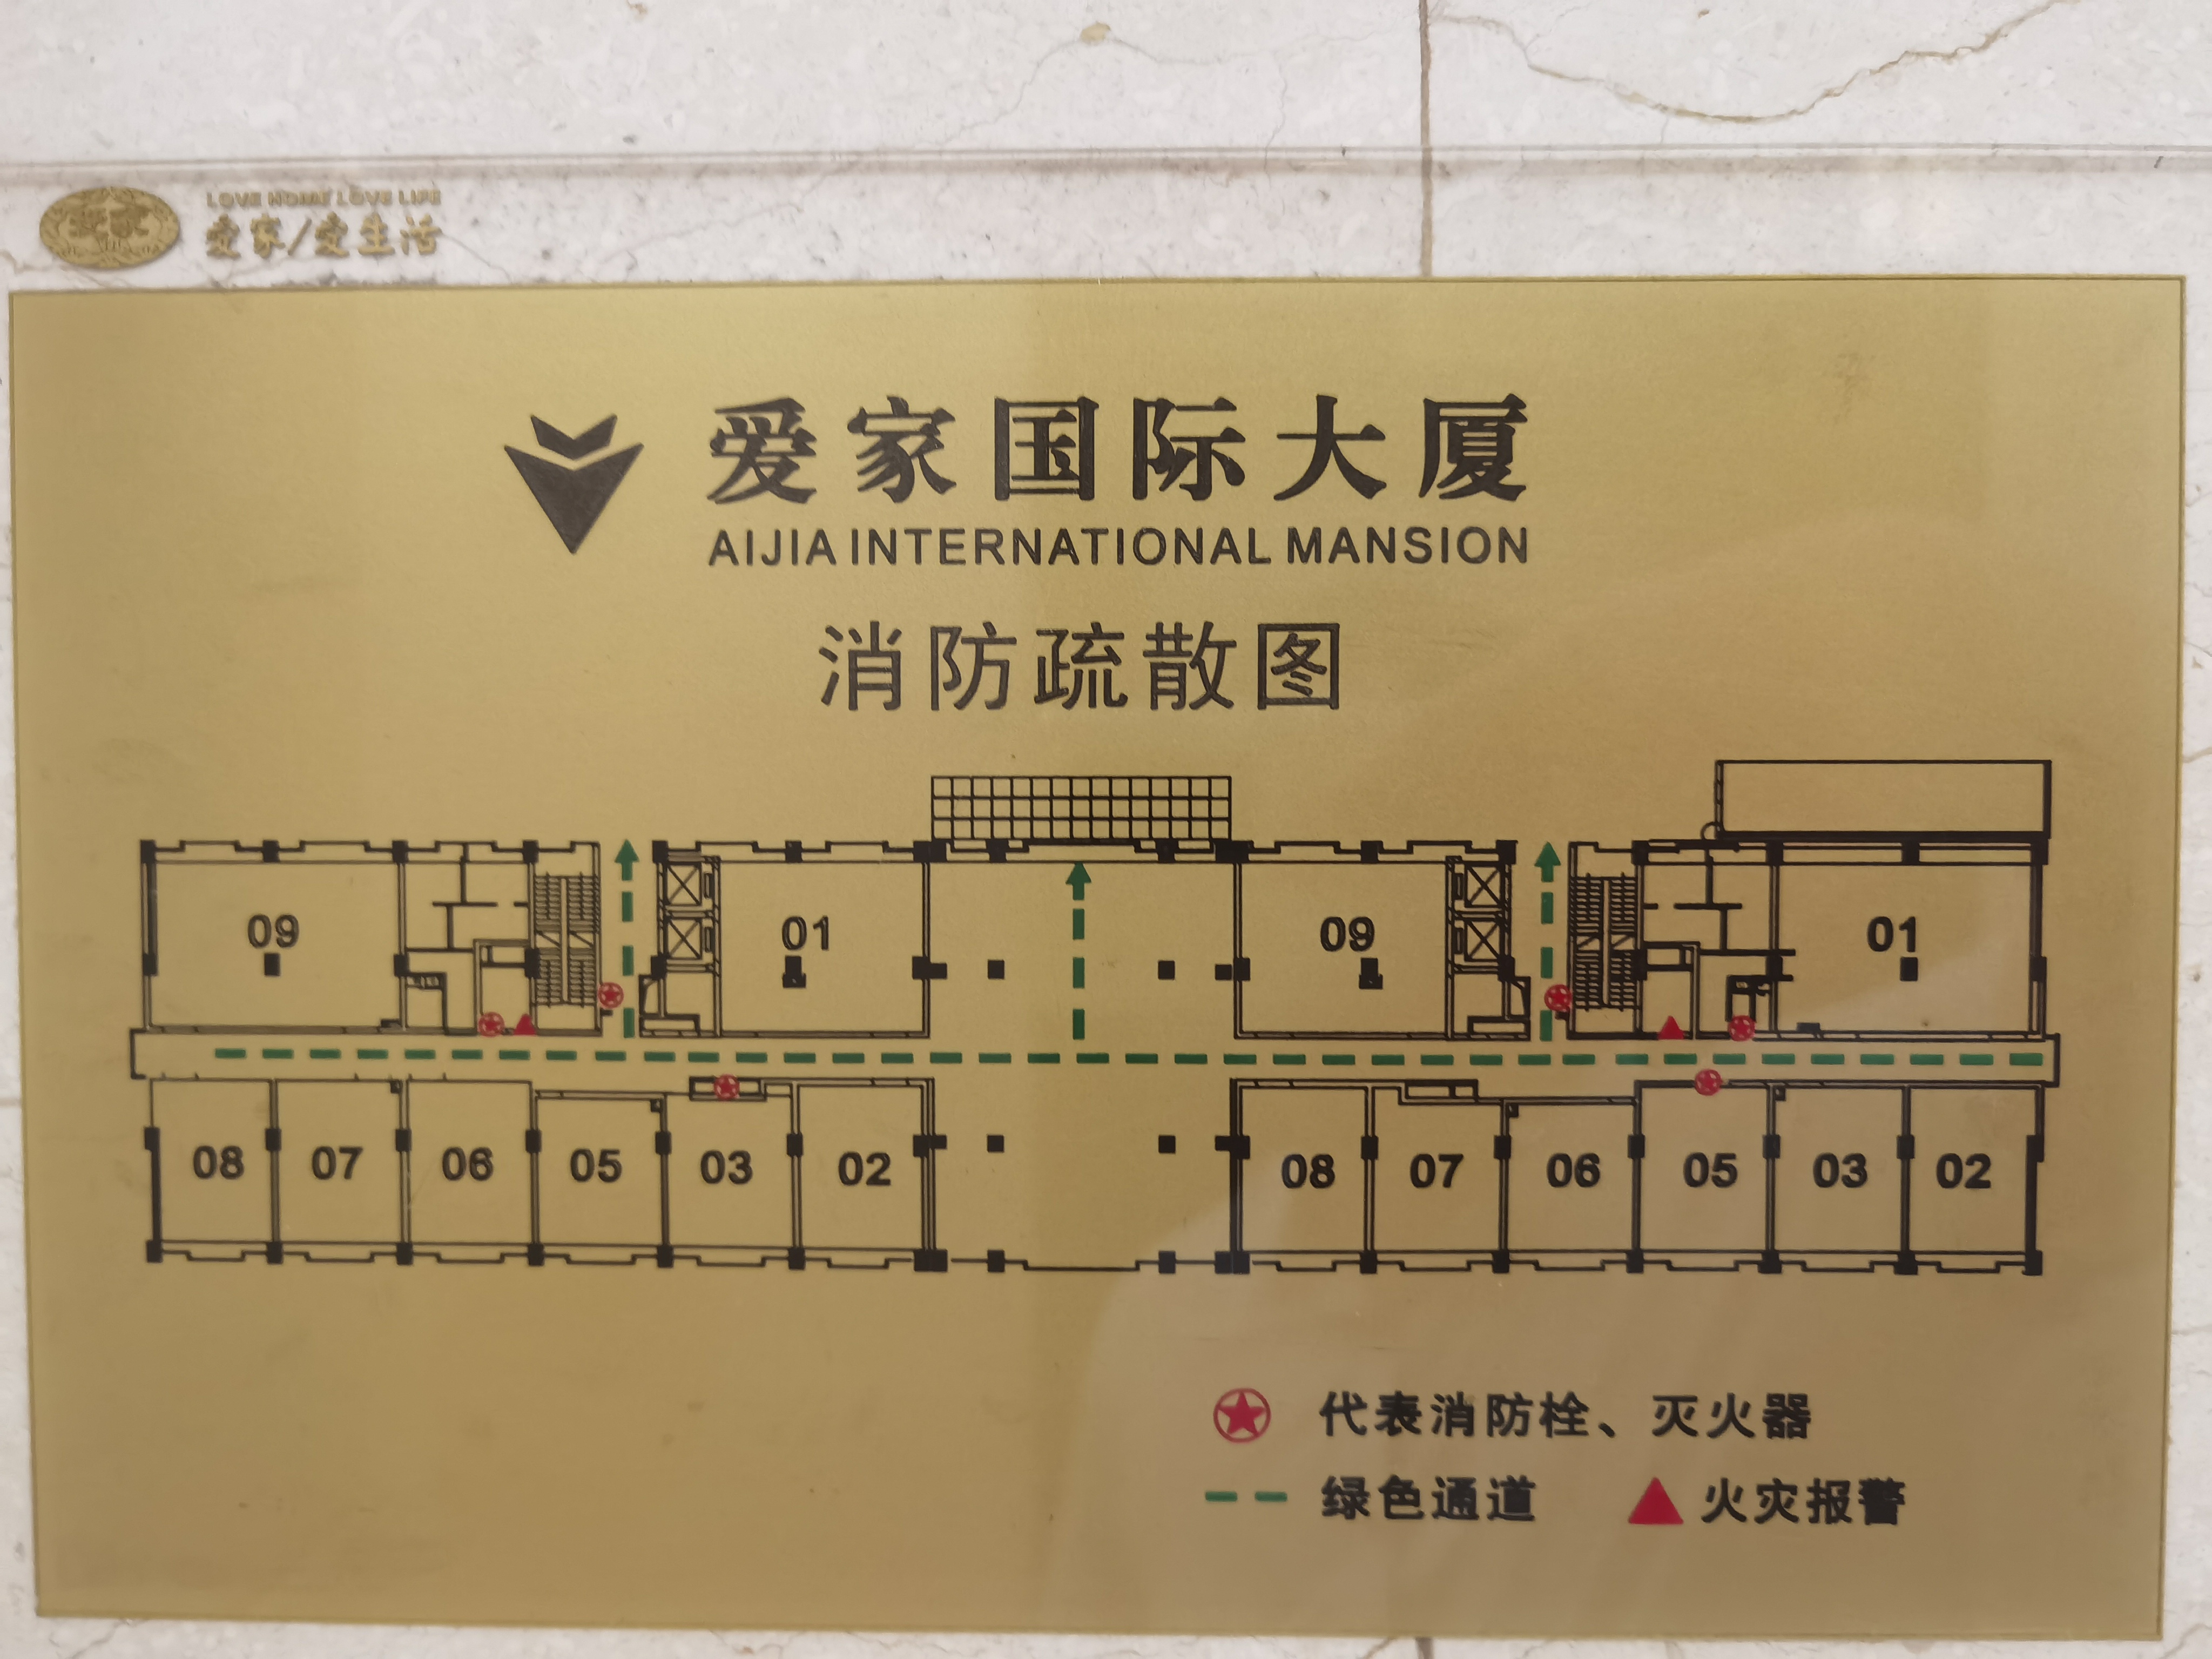 LOVE HOME LOVE LIFE
爱家/爱生活
爱家
爱家国际大厦
AIJIA INTERNATIONAL MANSION
消防疏散图
09 01 09 01
08 07 06 05 03 02 08 07 06 05 03 02
代表消防栓、灭火器
绿色通道 火灾报警